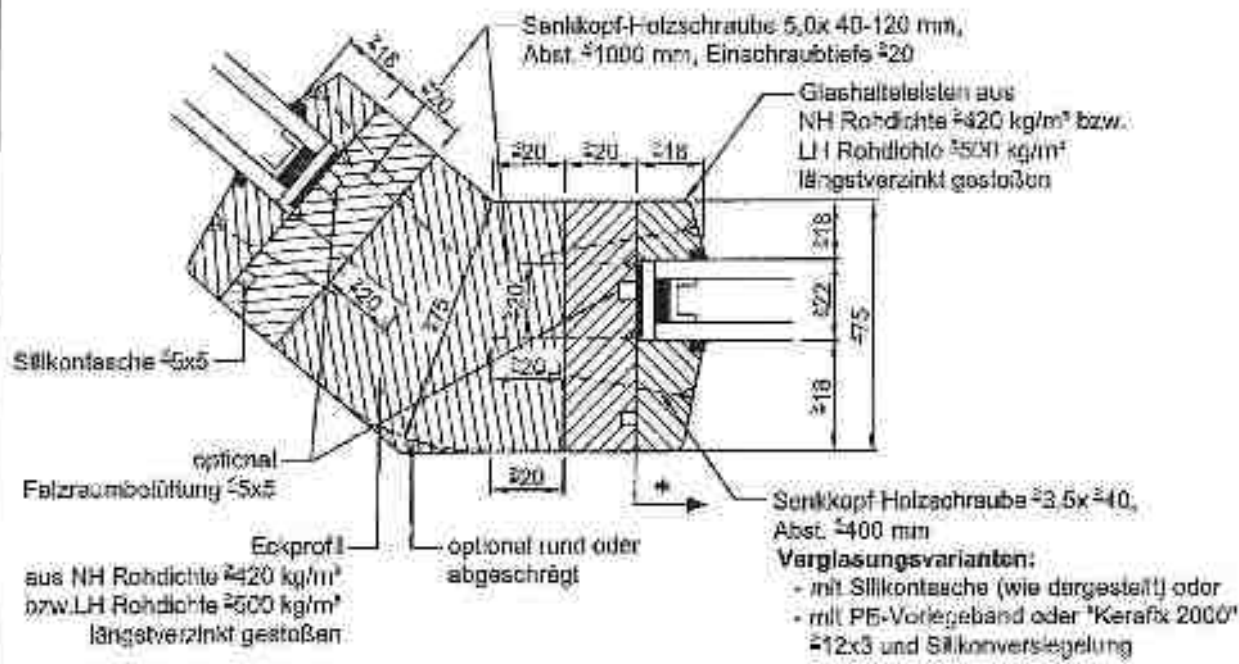 Senkkopf-Holzschraube 5,0x 40-120 mm,
Abst. ≤1000 mm, Einschraubtiefe ≥20
Glashalteleisten aus
NH Rohdichte ≥420 kg/m³ bzw.
LH Rohdichte ≥500 kg/m³
längstverzinkt gestoßen
≥18
≥20
≥20
≥20
≥18
≥18
≥22
≥75
≥18
≥20
≥75
≥20
≥20
≥20
Silikontasche ≤5x5
optional
Falzraumbelüftung ≤5x5
Eckprofil
aus NH Rohdichte ≥420 kg/m³
bzw.LH Rohdichte ≥500 kg/m³
längstverzinkt gestoßen
optional rund oder
abgeschrägt
*
Senkkopf-Holzschraube ≥3,5x ≥40,
Abst. ≤400 mm
Verglasungsvarianten:
- mit Silikontasche (wie dargestellt) oder
- mit PE-Vorlegeband oder "Kerafix 2000"
≥12x3 und Silikonversiegelung